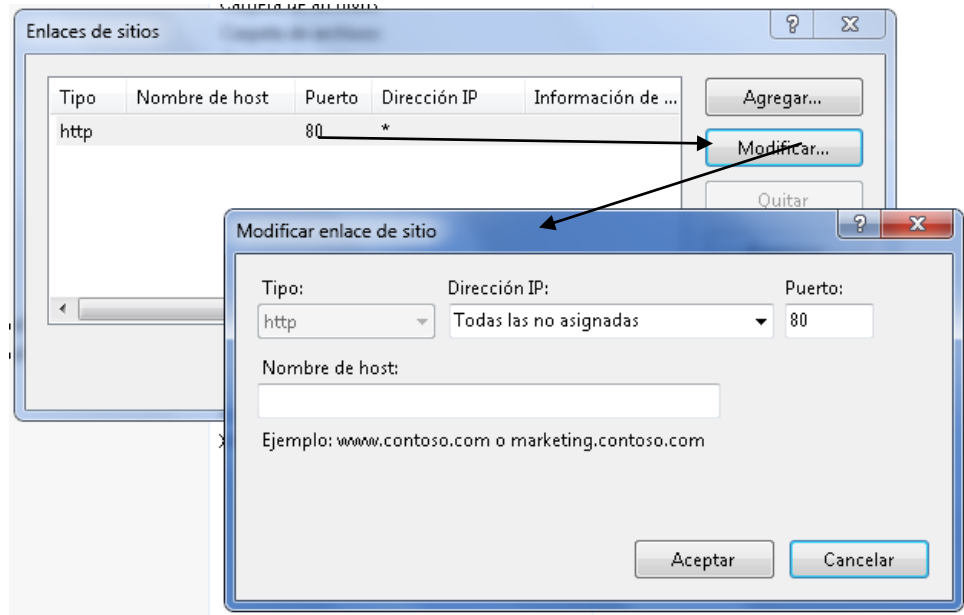 Enlaces de sitios
Tipo Nombre de host Puerto Dirección IP Información de ...
http 80 *
Agregar...
Modificar...
Quitar
Modificar enlace de sitio
Tipo: Dirección IP: Puerto:
http Todas las no asignadas 80
Nombre de host:
Ejemplo: www.contoso.com o marketing.contoso.com
Aceptar Cancelar